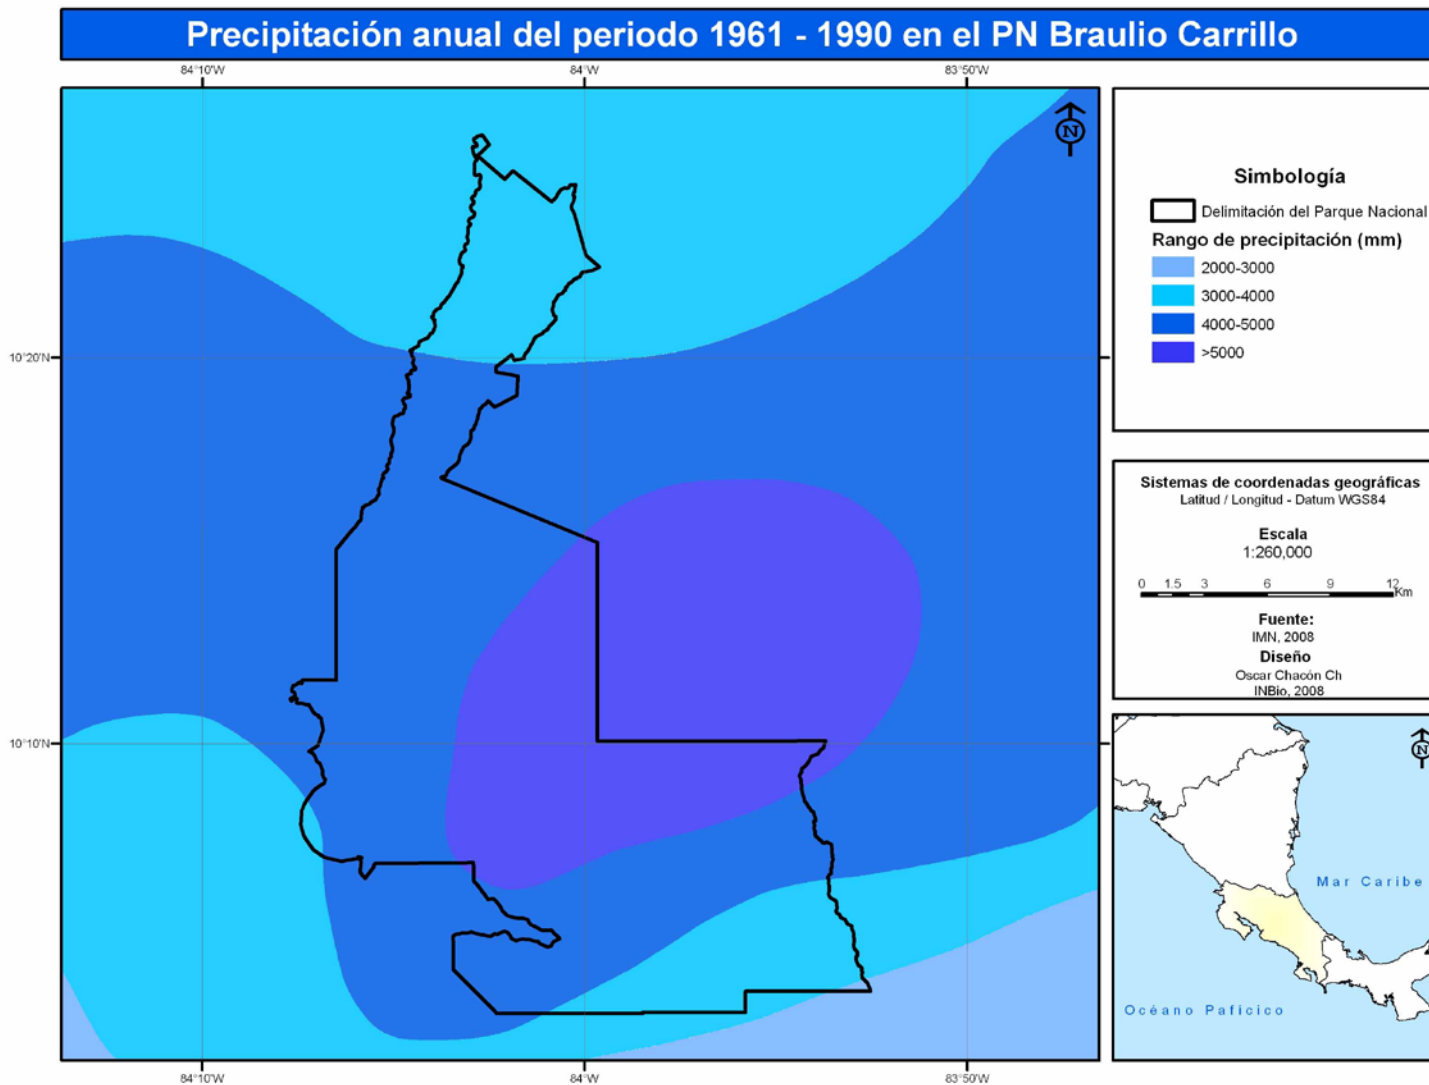 Precipitación anual del periodo 1961 - 1990 en el PN Braulio Carrillo
84°10'W 84°W 83°50'W
N
10°20'N
10°10'N
84°10'W 84°W 83°50'W
Simbología
Delimitación del Parque Nacional
Rango de precipitación (mm)
2000-3000
3000-4000
4000-5000
>5000
Sistemas de coordenadas geográficas
Latitud / Longitud - Datum WGS84
Escala
1:260,000
0 1.5 3 6 9 12
Km
Fuente:
IMN, 2008
Diseño
Oscar Chacón Ch
INBio, 2008
N
Mar Caribe
Océano Paficico